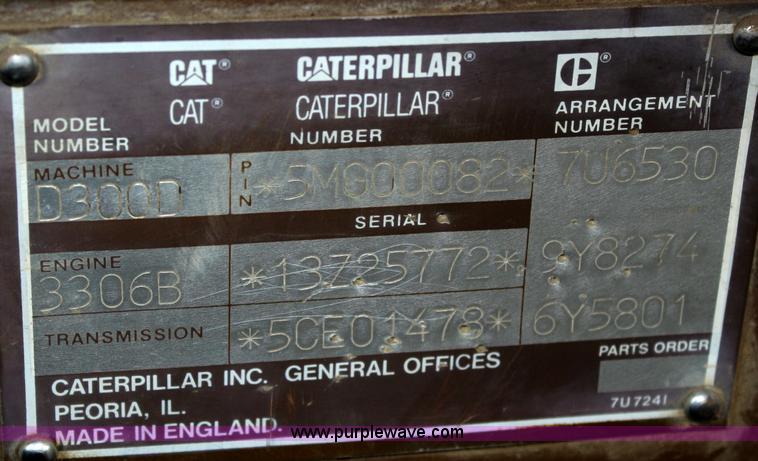 CAT® CATERPILLAR® C®
CAT® CATERPILLAR®
MODEL NUMBER NUMBER ARRANGEMENT NUMBER
MACHINE D300D PIN *5MG00082* 7U6530
SERIAL
ENGINE 3306B *13Z25772* 9Y8274
TRANSMISSION *5CE01478* 6Y5801
PARTS ORDER
CATERPILLAR INC. GENERAL OFFICES
PEORIA, IL.
7U7241
MADE IN ENGLAND.
www.purplewave.com